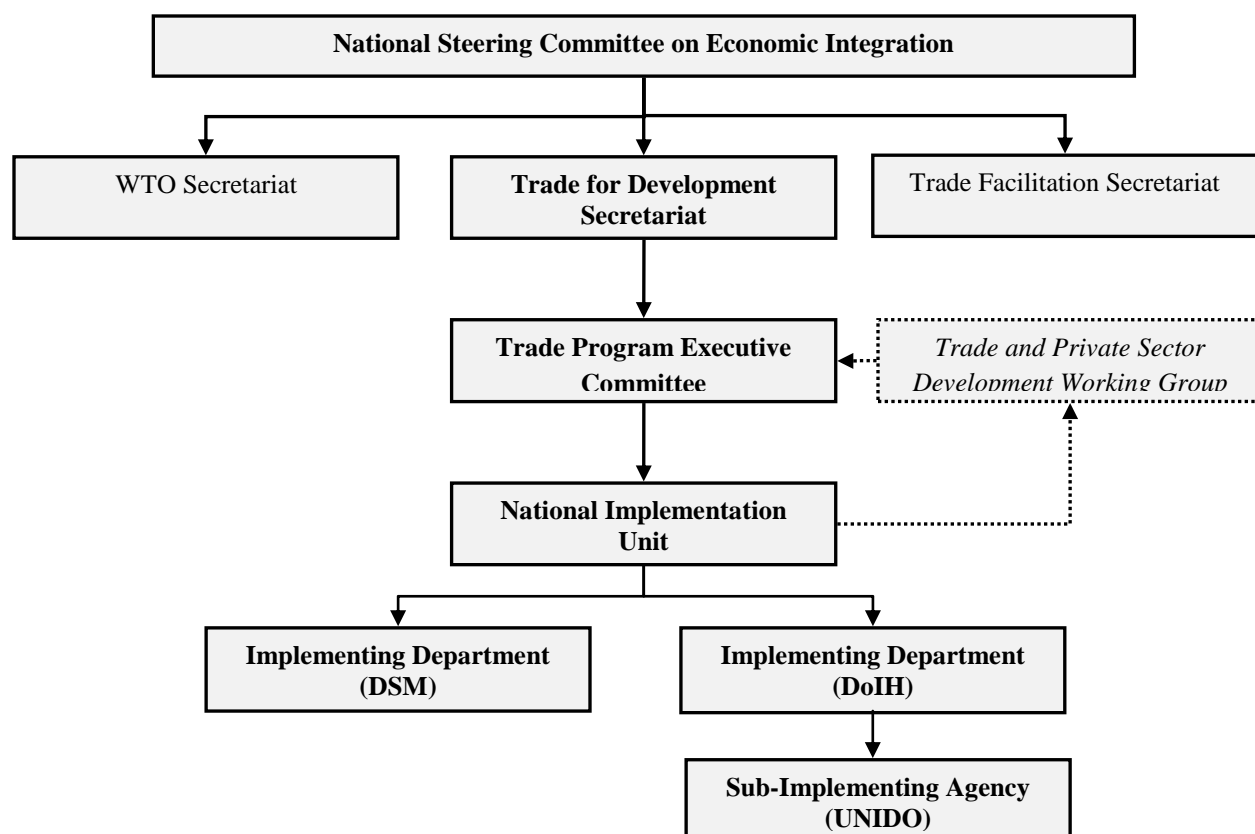 National Steering Committee on Economic Integration
WTO Secretariat
Trade for Development
Secretariat
Trade Facilitation Secretariat
Trade Program Executive
Committee
Trade and Private Sector
Development Working Group
National Implementation
Unit
Implementing Department
(DSM)
Implementing Department
(DoIH)
Sub-Implementing Agency
(UNIDO)